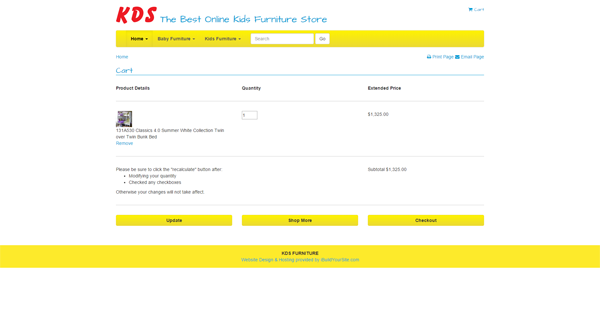 KDS The Best Online Kids Furniture Store
Cart
Home Baby Furniture Kids Furniture Search Go
Home Print Page Email Page
Cart
Product Details Quantity Extended Price
$1,325.00
131A530 Classics 4.0 Summer White Collection Twin
over Twin Bunk Bed
Remove
Please be sure to click the "recalculate" button after: Subtotal $1,325.00
Modifying your quantity
Checked any checkboxes
Otherwise your changes will not take affect.
Update Shop More Checkout
KDS FURNITURE
Website Design & Hosting provided by iBuildYourSite.com